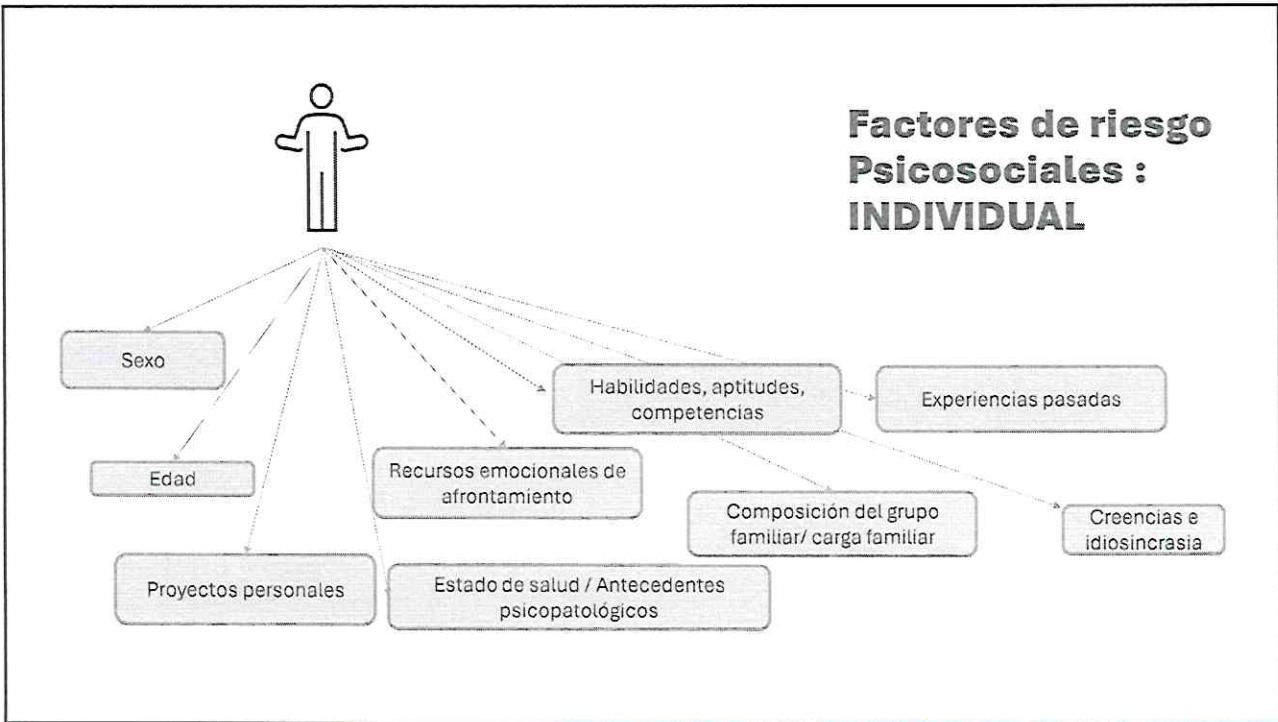 Factores de riesgo
Psicosociales :
INDIVIDUAL
Sexo
Habilidades, aptitudes,
competencias
Experiencias pasadas
Edad
Recursos emocionales de
afrontamiento
Composición del grupo
familiar/ carga familiar
Creencias e
idiosincrasia
Proyectos personales
Estado de salud / Antecedentes
psicopatológicos